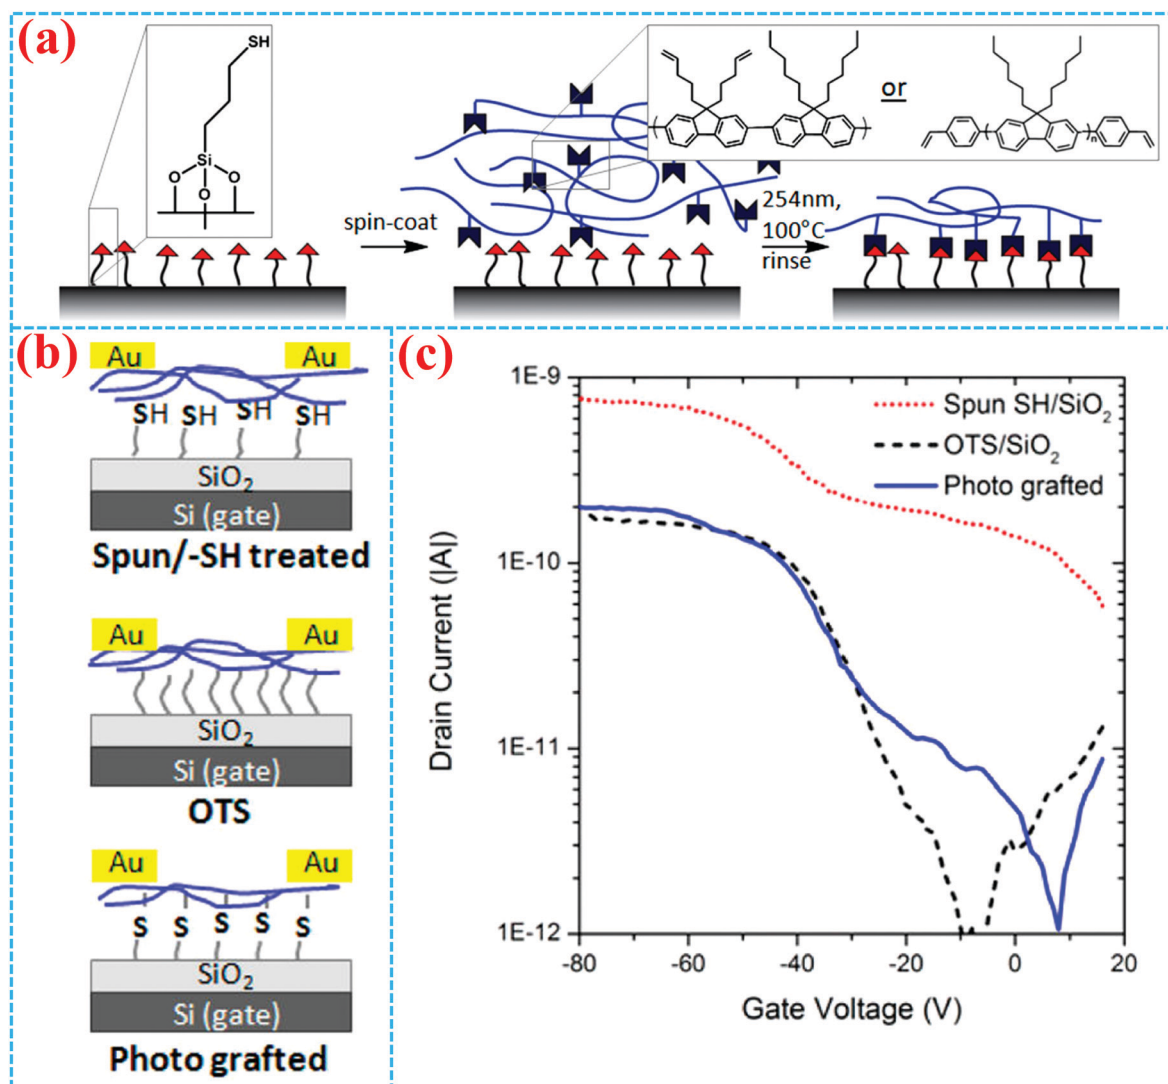 (a)
SH
Si
O
O
O
spin-coat
or
n
254nm,
100°C
rinse
(b)
Au
Au
SH
SH
SH
SH
SiO₂
Si (gate)
Spun/-SH treated
Au
Au
SiO₂
Si (gate)
OTS
Au
Au
S
S
S
S
S
SiO₂
Si (gate)
Photo grafted
(c)
Spun SH/SiO₂
OTS/SiO₂
Photo grafted
1E-9
1E-10
1E-11
1E-12
Drain Current (|A|)
-80
-60
-40
-20
0
20
Gate Voltage (V)